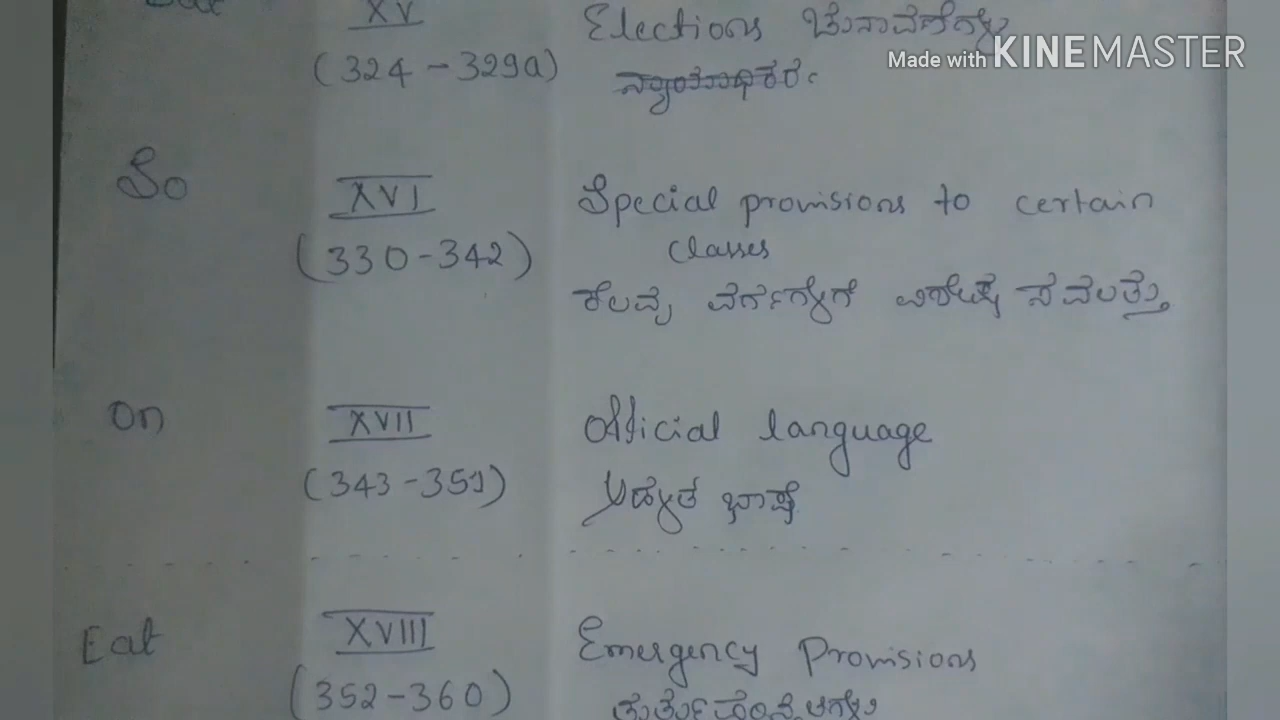 XV Elections ಚುನಾವಣೆಗಳು
Made with KINEMASTER
(324-329a)
So XVI Special provisions to certain
(330-342) classes
ಕೆಲವು ವರ್ಗಗಳಿಗೆ ವಿಶೇಷ ಸವಲತ್ತು
On XVII Official language
(343-351) ಭಾಷೆ
Eat XVIII Emergency Provisions
(352-360)